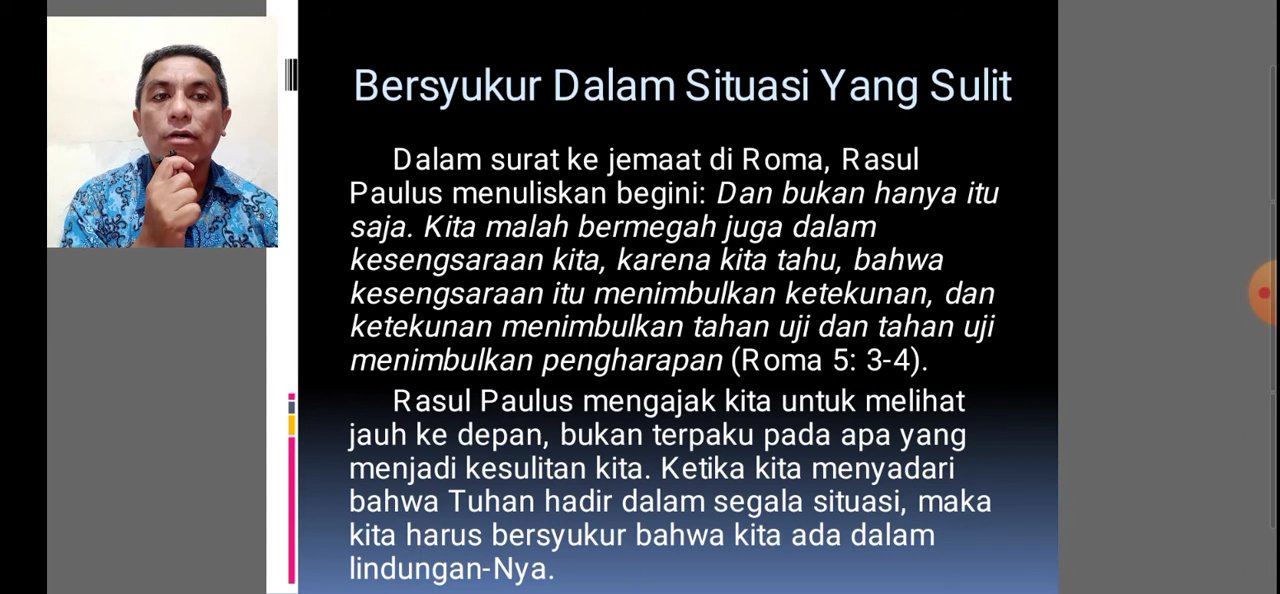 Bersyukur Dalam Situasi Yang Sulit
Dalam surat ke jemaat di Roma, Rasul
Paulus menuliskan begini: Dan bukan hanya itu
saja. Kita malah bermegah juga dalam
kesengsaraan kita, karena kita tahu, bahwa
kesengsaraan itu menimbulkan ketekunan, dan
ketekunan menimbulkan tahan uji dan tahan uji
menimbulkan pengharapan (Roma 5: 3-4).
Rasul Paulus mengajak kita untuk melihat
jauh ke depan, bukan terpaku pada apa yang
menjadi kesulitan kita. Ketika kita menyadari
bahwa Tuhan hadir dalam segala situasi, maka
kita harus bersyukur bahwa kita ada dalam
lindungan-Nya.